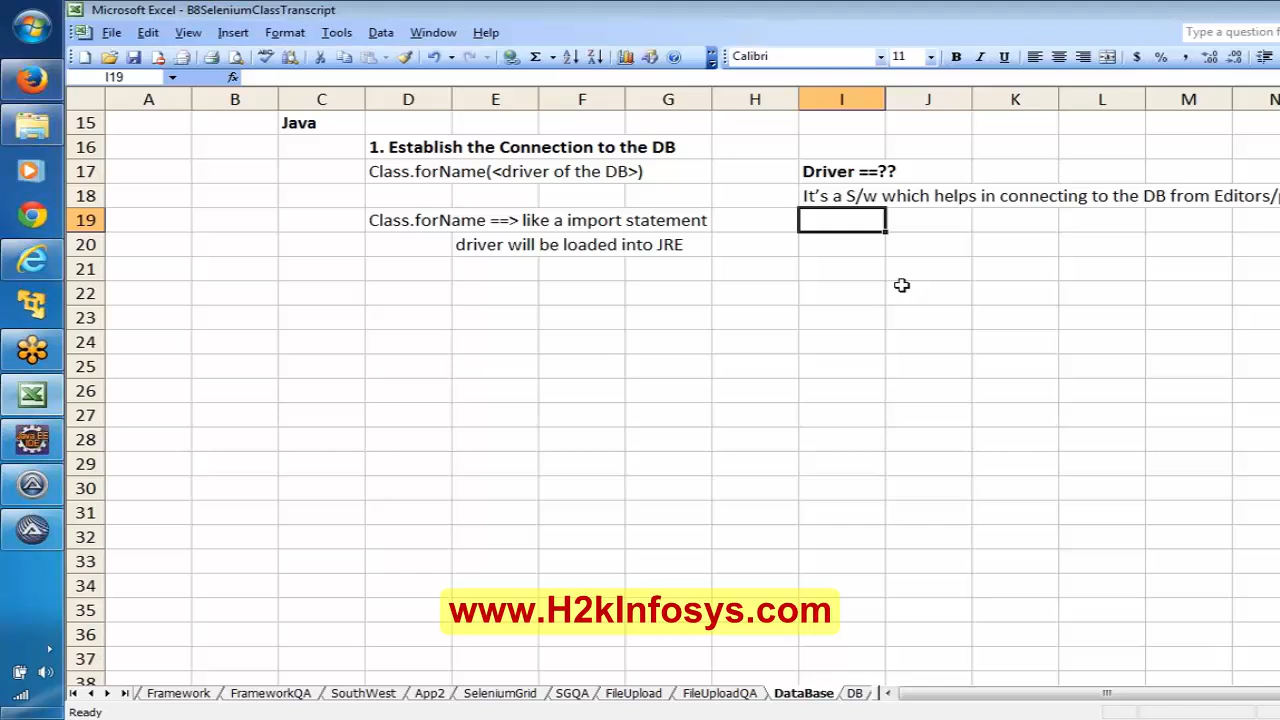 Microsoft Excel - B8SeleniumClassTranscript
File Edit View Insert Format Tools Data Window Help
Type a question f
Calibri 11 B I U
I19 fx
A B C D E F G H I J K L M N
15 Java
16 1. Establish the Connection to the DB
17 Class.forName(<driver of the DB>) Driver ==??
18 It's a S/w which helps in connecting to the DB from Editors/
19 Class.forName ==> like a import statement
20 driver will be loaded into JRE
21
22
23
24
25
26
27
28
29
30
31
32
33
34
35
www.H2kInfosys.com
36
37
38
Framework FrameworkQA SouthWest App2 SeleniumGrid SGQA FileUpload FileUploadQA DataBase DB
Ready